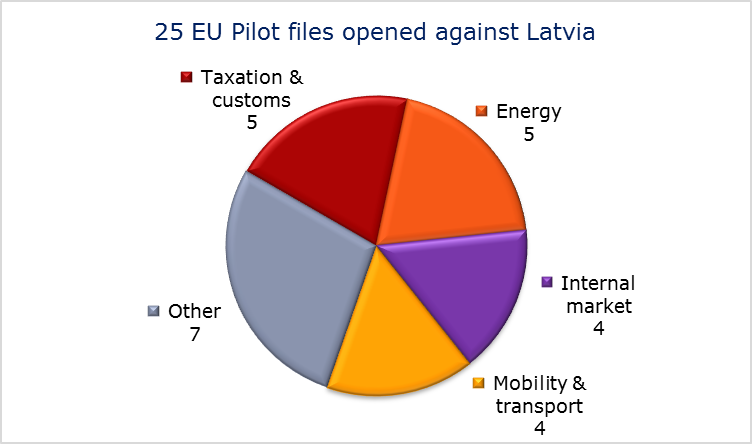 25 EU Pilot files opened against Latvia
Taxation &
customs
5
Energy
5
Internal
market
4
Other
7
Mobility &
transport
4